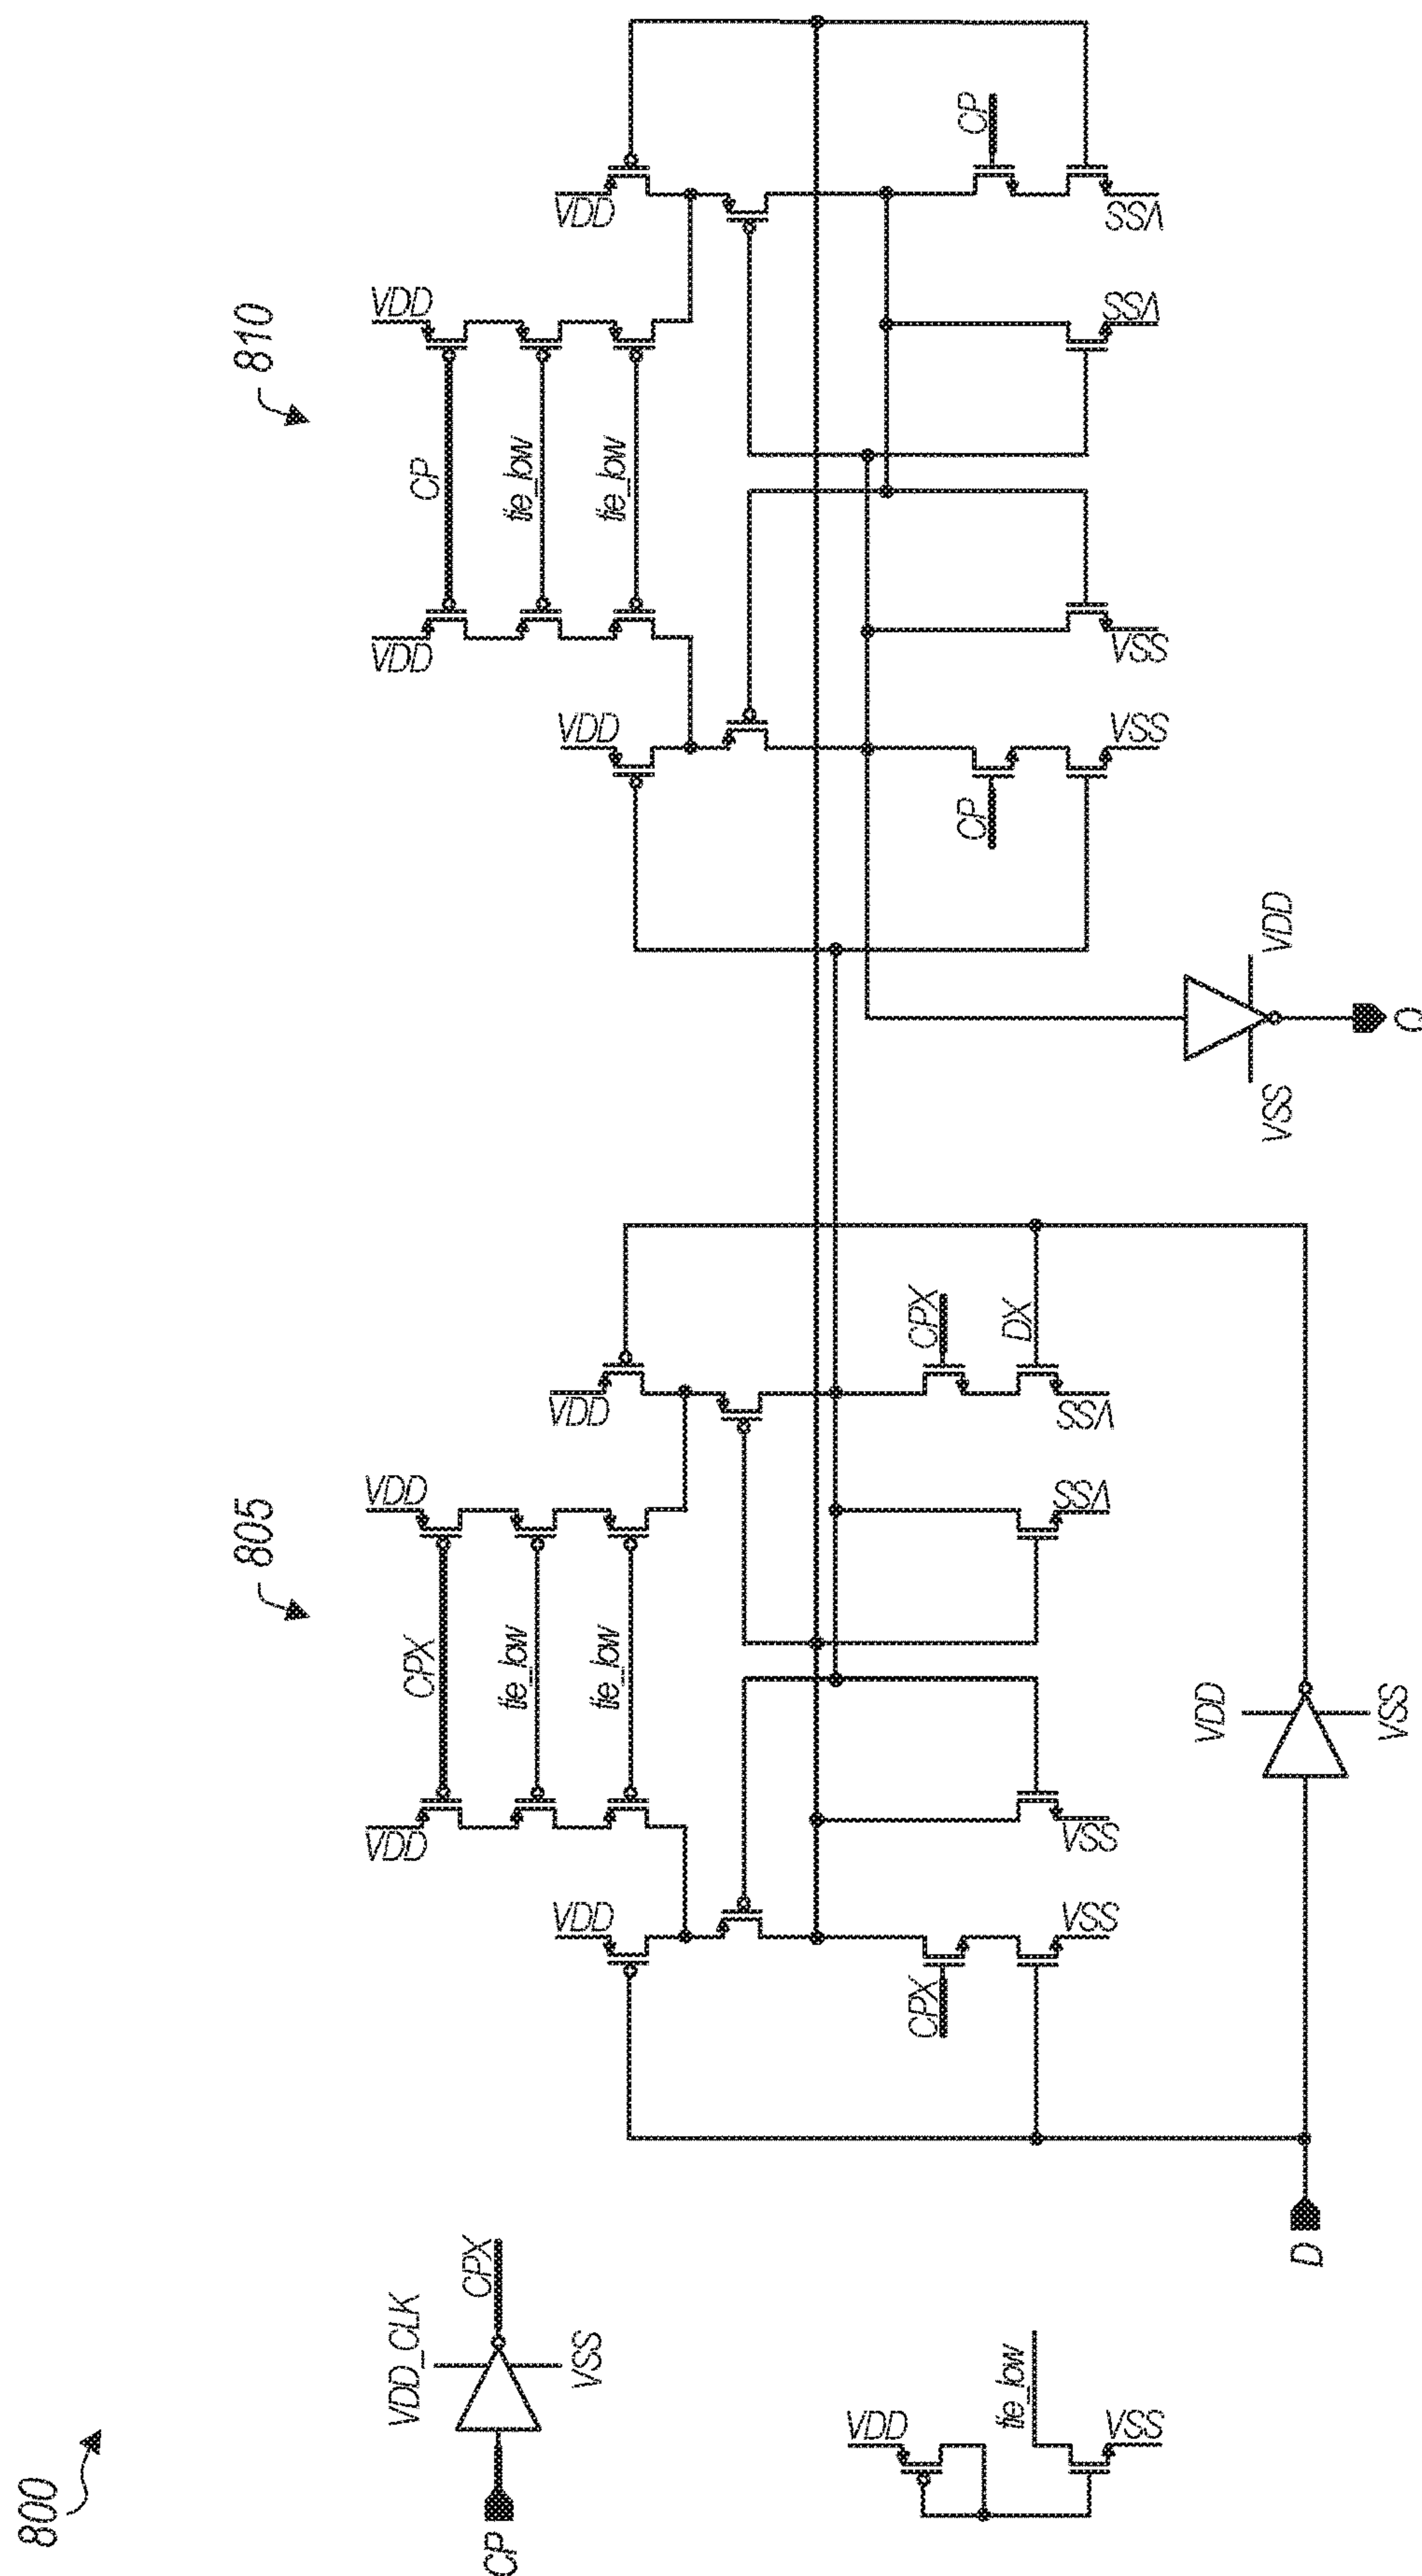 800
CP
VDD_CLK
CPX
VSS
VDD
tie_low
VSS
805
VDD
VDD
CPX
tie_low
tie_low
VDD
VDD
CPX
CPX
DX
VSS
VSS
VSS
VSS
D
VDD
VSS
810
VDD
VDD
CP
tie_low
tie_low
VDD
VDD
CP
CP
VSS
VSS
VSS
VSS
VSS
VDD
Q